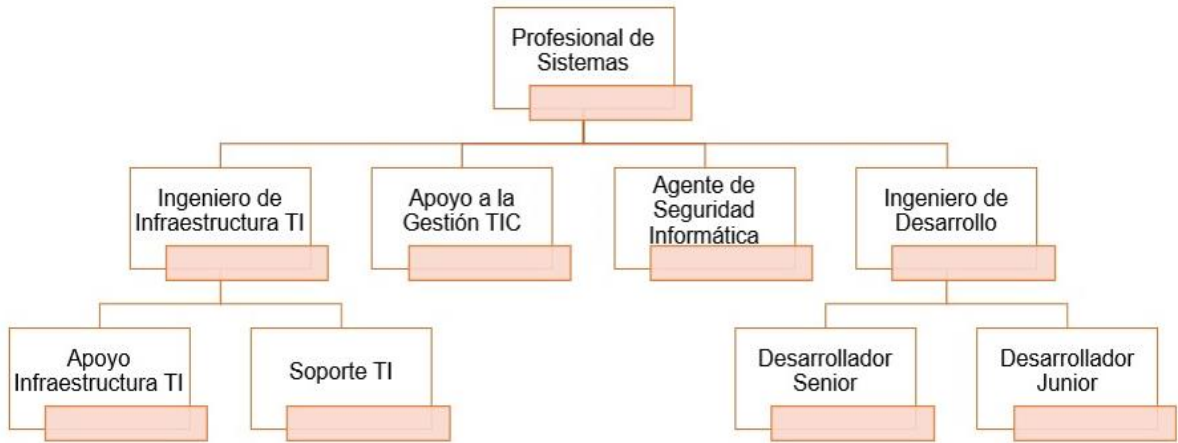 Profesional de
Sistemas
Ingeniero de
Infraestructura TI
Apoyo a la
Gestión TIC
Agente de
Seguridad
Informática
Ingeniero de
Desarrollo
Apoyo
Infraestructura TI
Soporte TI
Desarrollador
Senior
Desarrollador
Junior